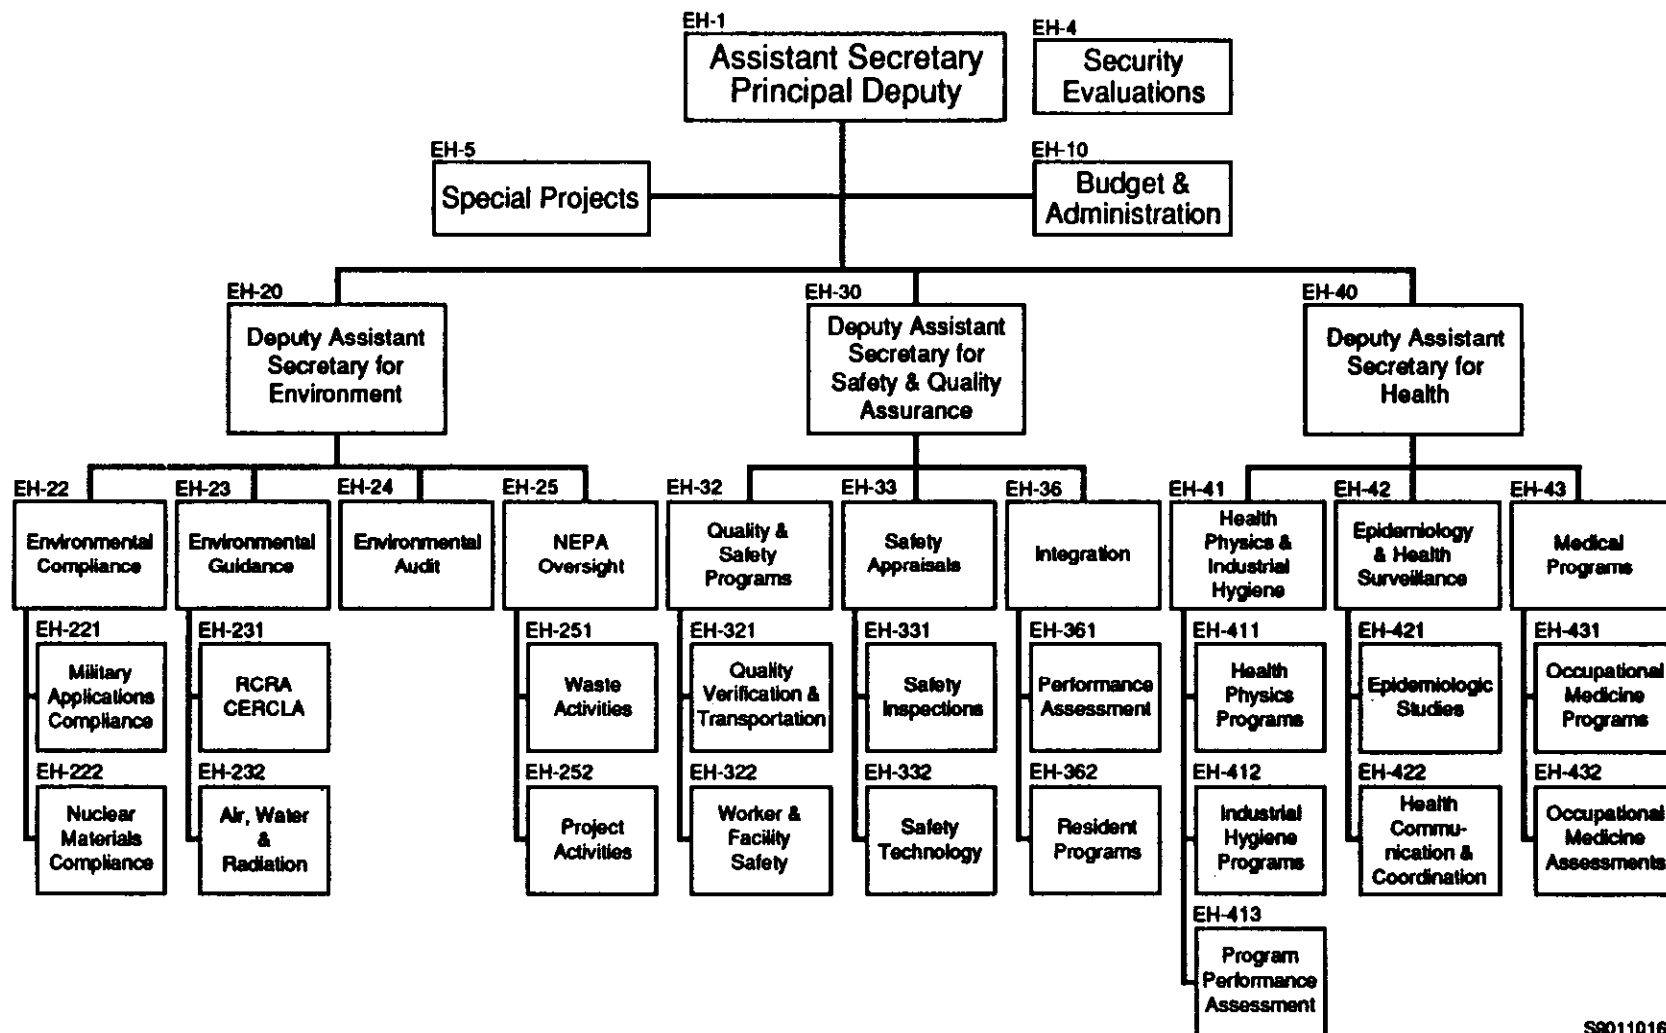 EH-1
Assistant Secretary
Principal Deputy
EH-4
Security
Evaluations
EH-5
Special Projects
EH-10
Budget &
Administration
EH-20
Deputy Assistant
Secretary for
Environment
EH-30
Deputy Assistant
Secretary for
Safety & Quality
Assurance
EH-40
Deputy Assistant
Secretary for
Health
EH-22
Environmental
Compliance
EH-23
Environmental
Guidance
EH-24
Environmental
Audit
EH-25
NEPA
Oversight
EH-32
Quality &
Safety
Programs
EH-33
Safety
Appraisals
EH-36
Integration
EH-41
Health
Physics &
Industrial
Hygiene
EH-42
Epidemiology
& Health
Surveillance
EH-43
Medical
Programs
EH-221
Military
Applications
Compliance
EH-231
RCRA
CERCLA
EH-251
Waste
Activities
EH-321
Quality
Verification &
Transportation
EH-331
Safety
Inspections
EH-361
Performance
Assessment
EH-411
Health
Physics
Programs
EH-421
Epidemiologic
Studies
EH-431
Occupational
Medicine
Programs
EH-222
Nuclear
Materials
Compliance
EH-232
Air, Water
&
Radiation
EH-252
Project
Activities
EH-322
Worker &
Facility
Safety
EH-332
Safety
Technology
EH-362
Resident
Programs
EH-412
Industrial
Hygiene
Programs
EH-422
Health
Commu-
nication &
Coordination
EH-432
Occupational
Medicine
Assessments
EH-413
Program
Performance
Assessment
S9011016